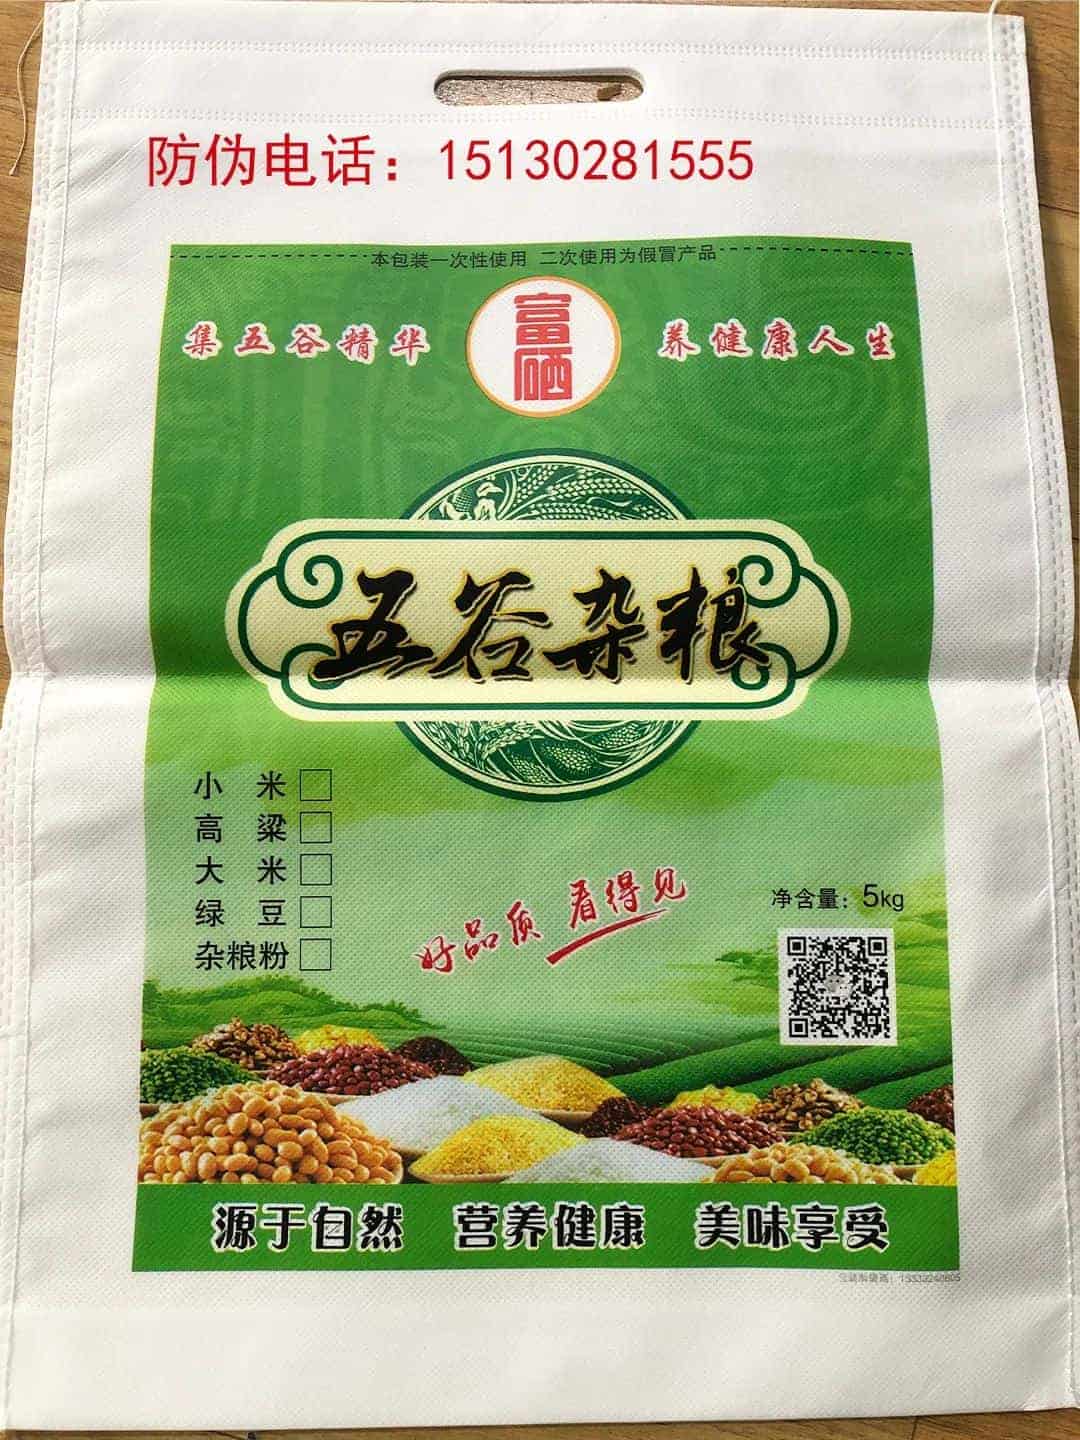 防伪电话：15130281555
本包装一次性使用 二次使用为假冒产品
集五谷精华
富硒
养健康人生
五谷杂粮
小 米
高 粱
大 米
绿 豆
杂粮粉
好品质 看得见
净含量：5kg
源于自然 营养健康 美味享受